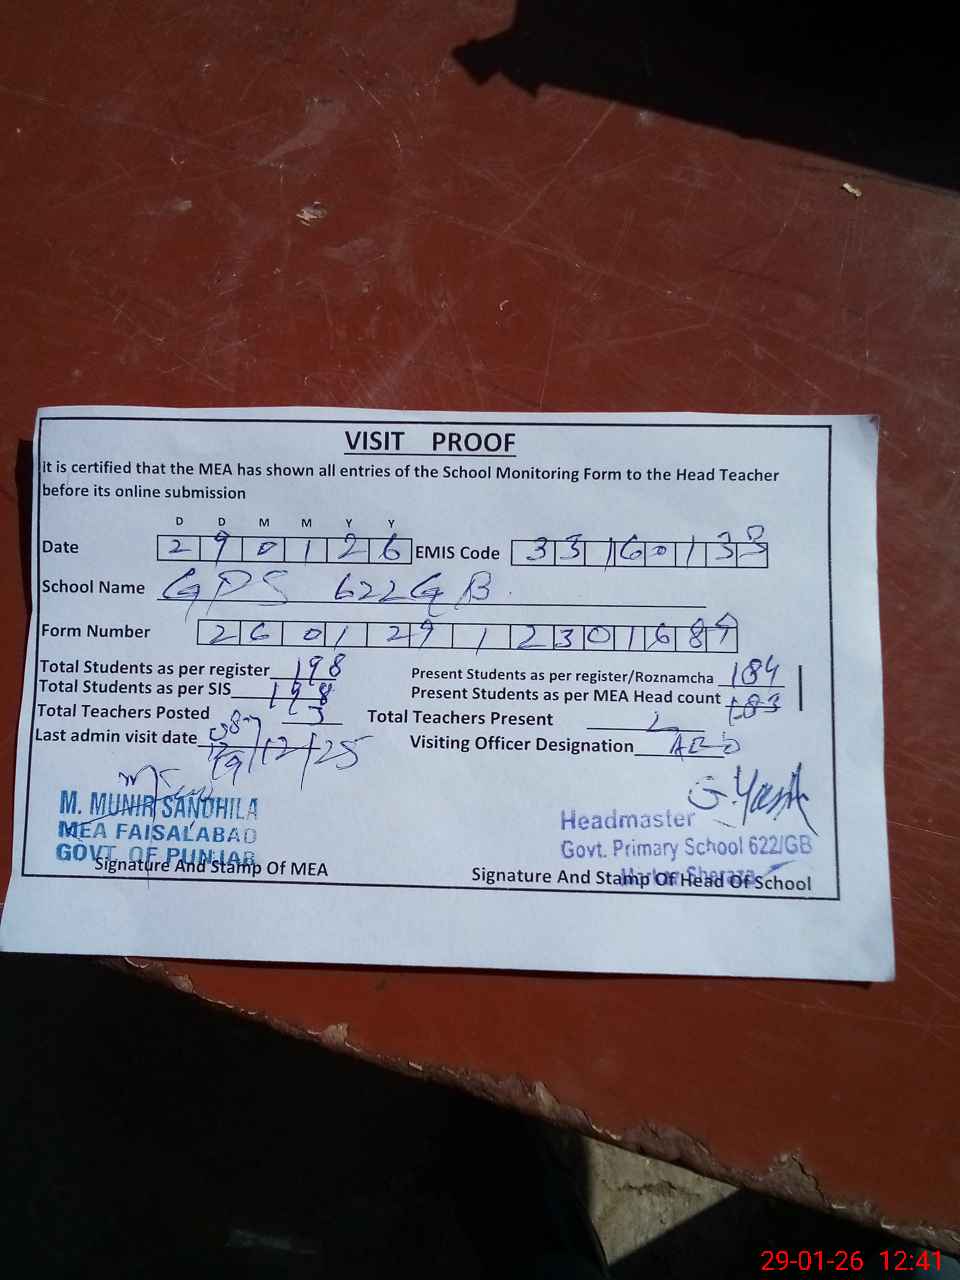 VISIT PROOF
It is certified that the MEA has shown all entries of the School Monitoring Form to the Head Teacher
before its online submission
D D M M Y Y
Date 2 9 0 1 2 6 EMIS Code 3 3 1 6 0 1 3 3
School Name GPS 622GB
Form Number 2 6 0 1 2 9 1 2 3 0 1 6 8 9
Total Students as per register 198 Present Students as per register/Roznamcha 184
Total Students as per SIS 198 Present Students as per MEA Head count 183
Total Teachers Posted 3 Total Teachers Present 2
Last admin visit date /12/25 Visiting Officer Designation AEO
M. MUNIR SANDHILA
MEA FAISALABAD
GOVT. OF PUNJAB
Signature And Stamp Of MEA
Headmaster
Govt. Primary School 622/GB
Signature And Stamp Of Head Of School
29-01-26 12:41